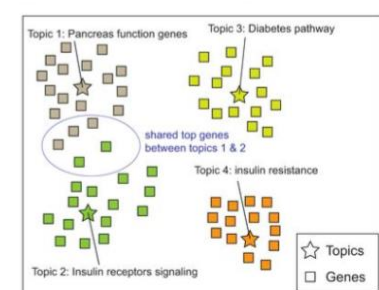 Topic 1: Pancreas function genes
Topic 3: Diabetes pathway
shared top genes
between topics 1 & 2
Topic 4: insulin resistance
Topic 2: Insulin receptors signaling
Topics
Genes